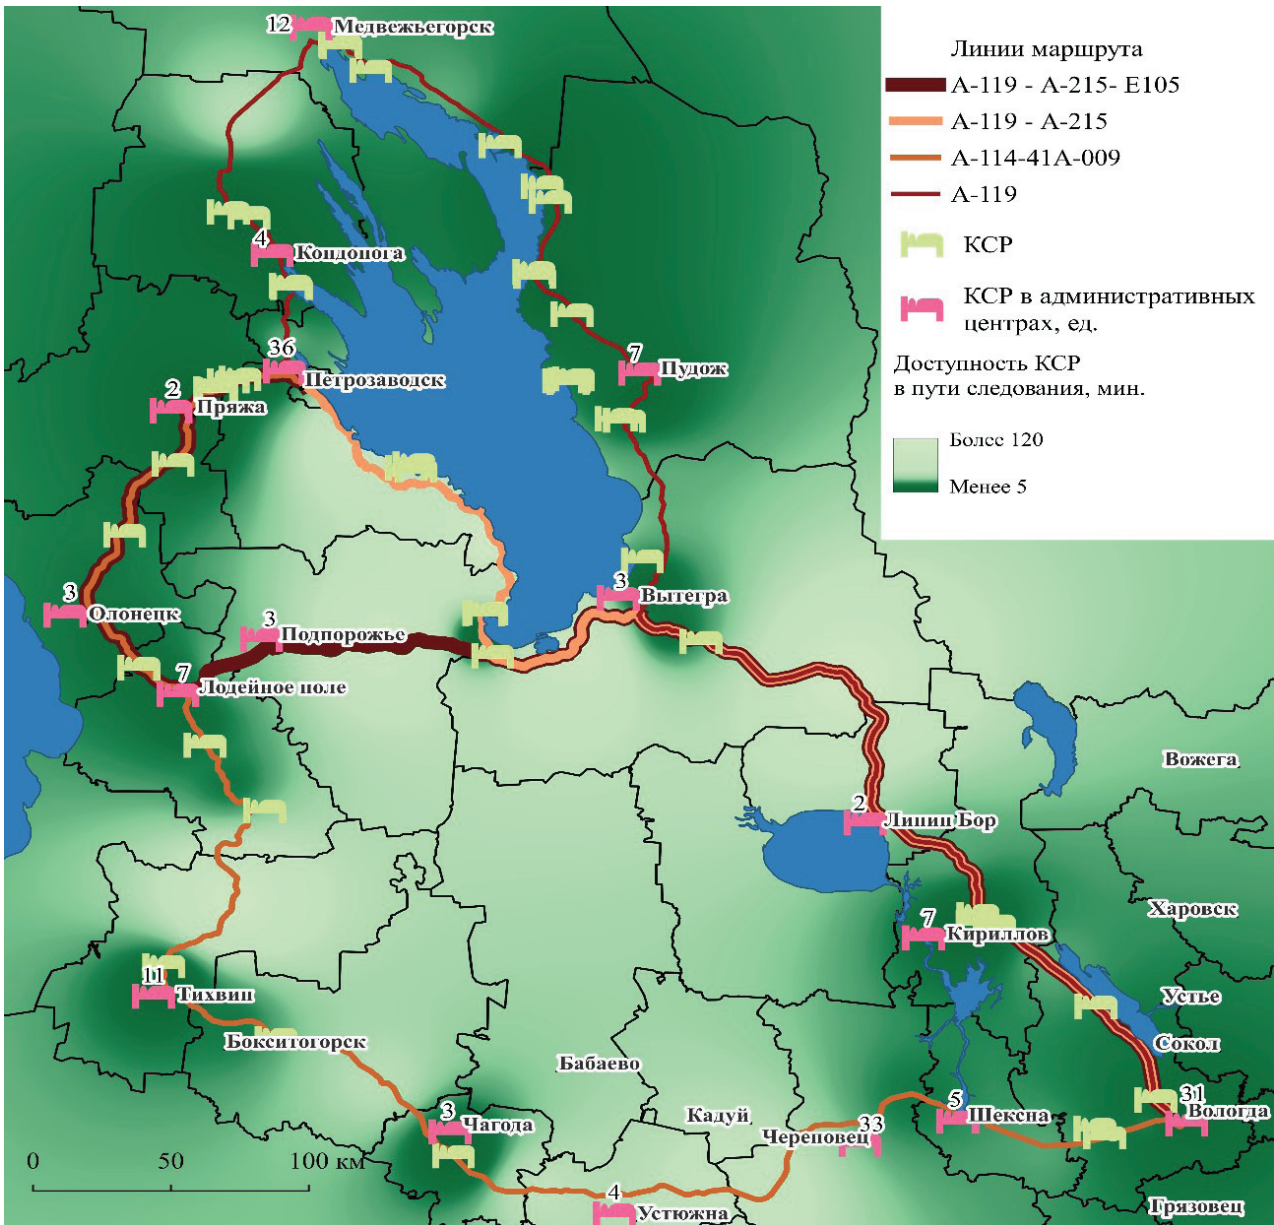 12 Медвежьегорск
Линии маршрута
А-119 - А-215- Е105
А-119 - А-215
А-114-41А-009
А-119
КСР
КСР в административных
центрах, ед.
Доступность КСР
в пути следования, мин.
Более 120
Менее 5
4
Кондопога
36
Петрозаводск
7
Пудож
2
Пряжа
3
Олонецк
3
Подпорожье
3
Вытегра
7
Лодейное поле
Вожега
2
Липин Бор
Харовск
7
Кириллов
11
Тихвин
Устье
Бокситогорск
Сокол
Бабаево
3
Чагода
Кадуй
33
Череповец
5
Шексна
31
Вологда
0 50 100 км
4
Устюжна
Грязовец